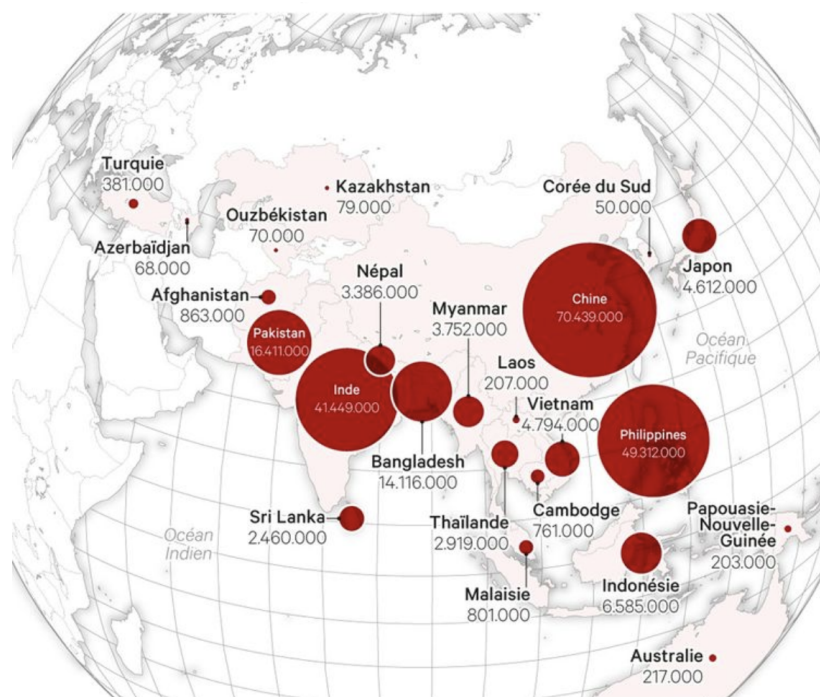 Turquie
381.000
Kazakhstan
79.000
Corée du Sud
50.000
Ouzbékistan
70.000
Azerbaïdjan
68.000
Japon
4.612.000
Népal
3.386.000
Afghanistan
863.000
Chine
70.439.000
Myanmar
3.752.000
Pakistan
16.411.000
Océan
Pacifique
Laos
207.000
Inde
41.449.000
Vietnam
4.794.000
Philippines
49.312.000
Bangladesh
14.116.000
Sri Lanka
2.460.000
Thaïlande
2.919.000
Cambodge
761.000
Papouasie-
Nouvelle-
Guinée
203.000
Océan
Indien
Malaisie
801.000
Indonésie
6.585.000
Australie
217.000